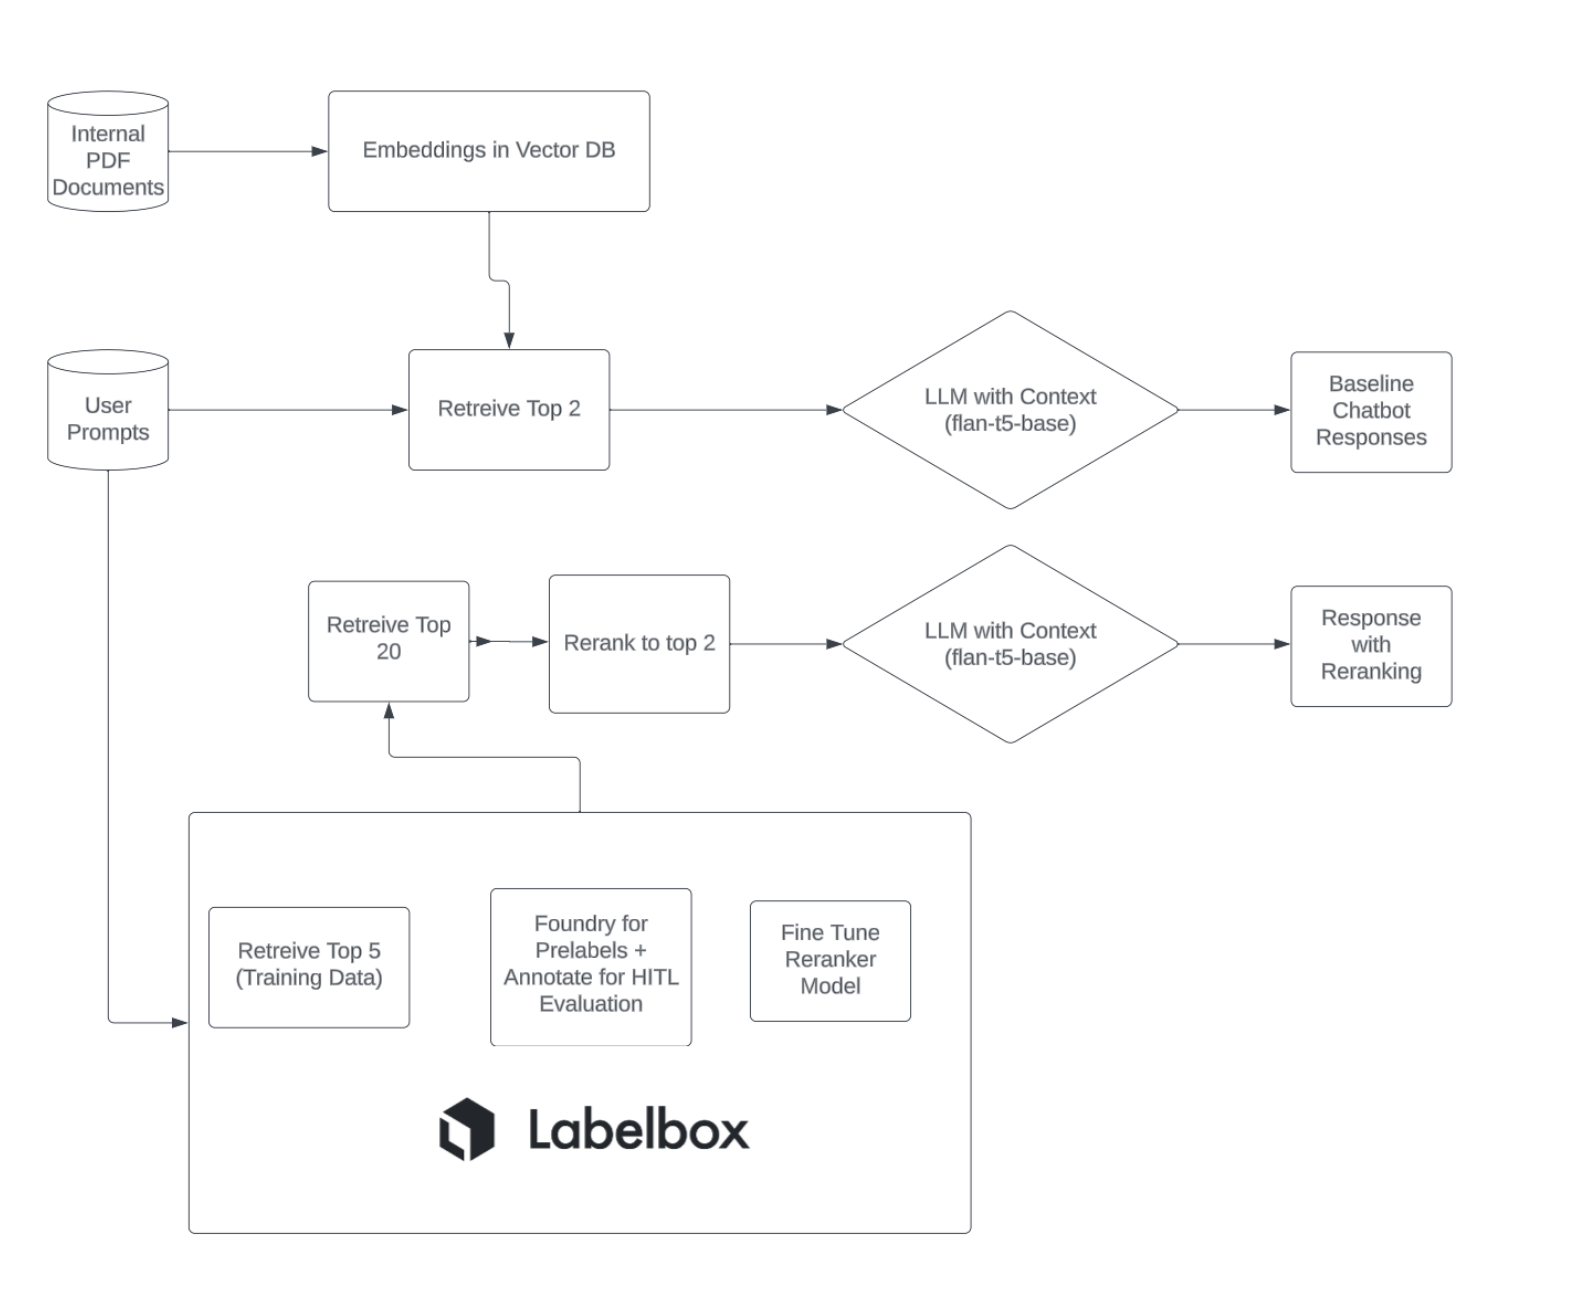 Internal
PDF
Documents
Embeddings in Vector DB
User
Prompts
Retreive Top 2
LLM with Context
(flan-t5-base)
Baseline
Chatbot
Responses
Retreive Top
20
Rerank to top 2
LLM with Context
(flan-t5-base)
Response
with
Reranking
Retreive Top 5
(Training Data)
Foundry for
Prelabels +
Annotate for HITL
Evaluation
Fine Tune
Reranker
Model
Labelbox